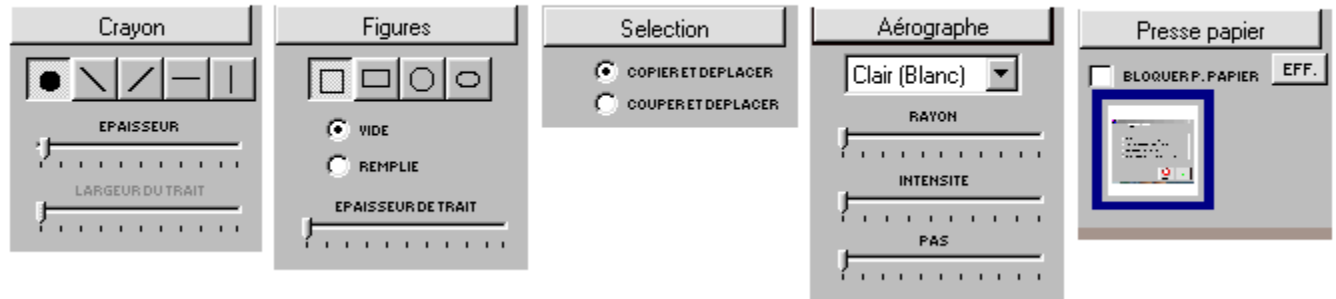 Crayon
EPAISSEUR
LARGEUR DU TRAIT
Figures
VIDE
REMPLIE
EPAISSEUR DE TRAIT
Selection
COPIER ET DEPLACER
COUPER ET DEPLACER
Aérographe
Clair (Blanc)
RAYON
INTENSITE
PAS
Presse papier
BLOQUER P. PAPIER EFF.